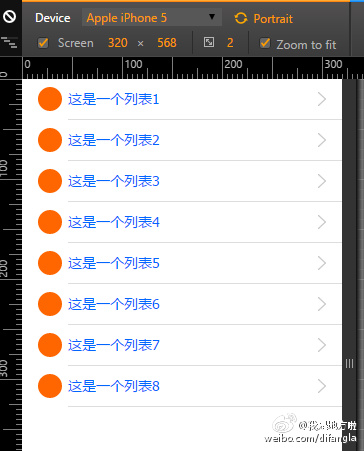 Device Apple iPhone 5 ▼ Portrait
Screen 320 × 568 2 Zoom to fit
0 100 200 300
0
100
200
300
这是一个列表1
这是一个列表2
这是一个列表3
这是一个列表4
这是一个列表5
这是一个列表6
这是一个列表7
这是一个列表8
weibo.com/difangla